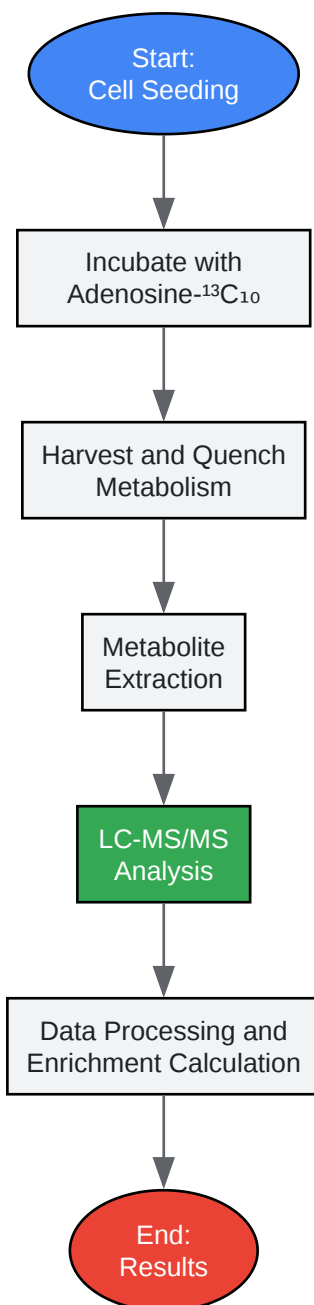 Start:
Cell Seeding
Incubate with
Adenosine-¹³C₁₀
Harvest and Quench
Metabolism
Metabolite
Extraction
LC-MS/MS
Analysis
Data Processing and
Enrichment Calculation
End:
Results